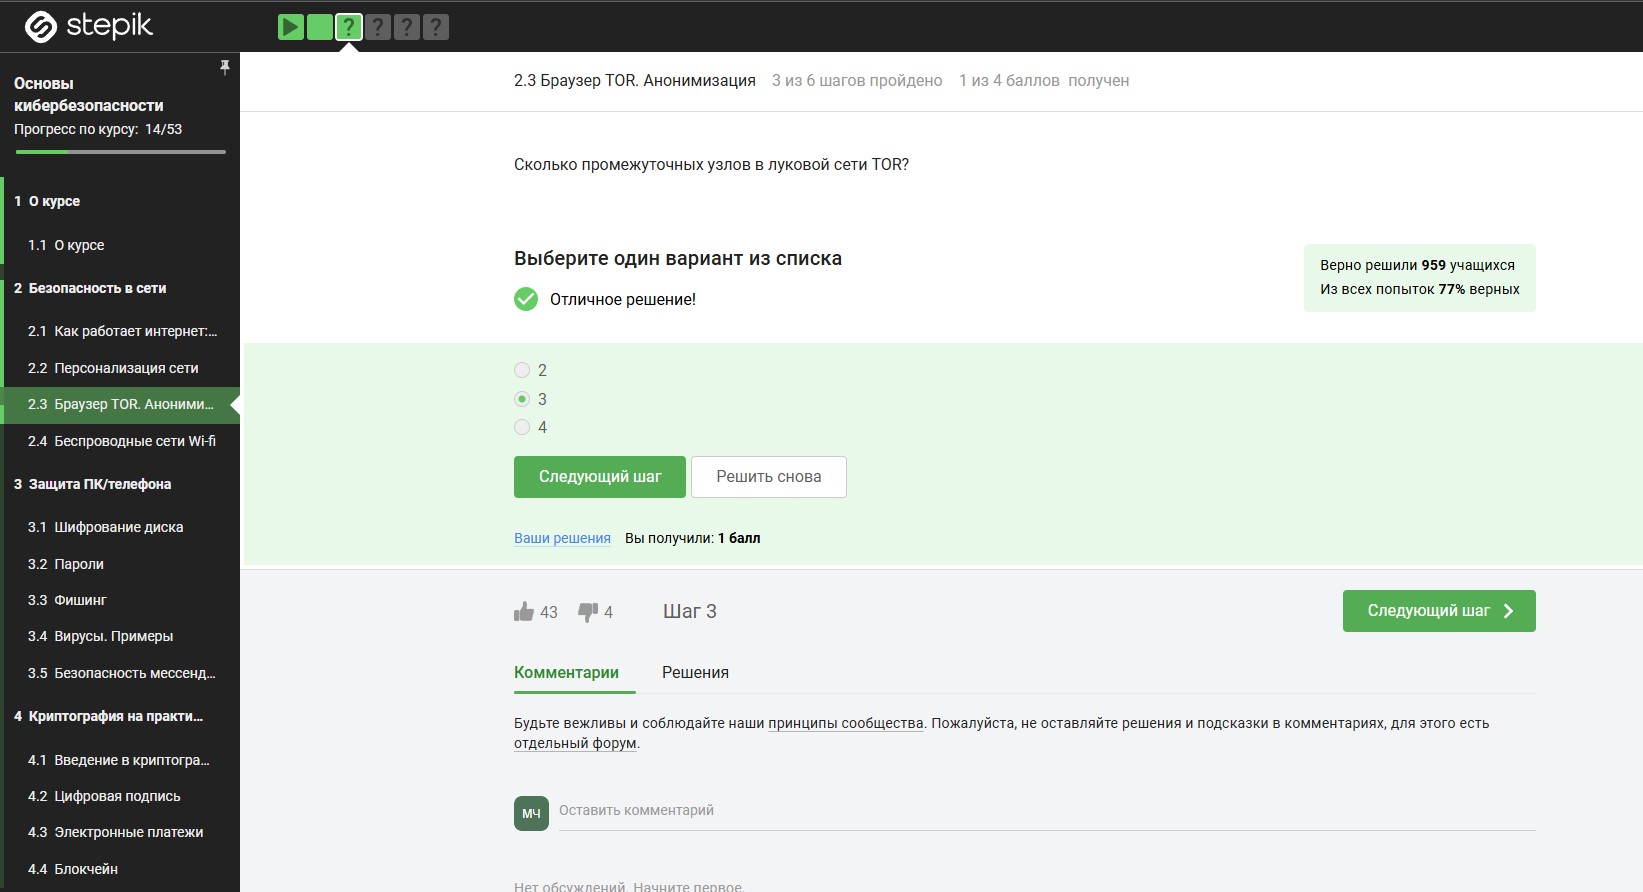 stepik
? ? ? ?
Основы
кибербезопасности
Прогресс по курсу: 14/53
1 О курсе
1.1 О курсе
2 Безопасность в сети
2.1 Как работает интернет:...
2.2 Персонализация сети
2.3 Браузер TOR. Аноними...
2.4 Беспроводные сети Wi-fi
3 Защита ПК/телефона
3.1 Шифрование диска
3.2 Пароли
3.3 Фишинг
3.4 Вирусы. Примеры
3.5 Безопасность мессенд...
4 Криптография на практи...
4.1 Введение в криптогра...
4.2 Цифровая подпись
4.3 Электронные платежи
4.4 Блокчейн
2.3 Браузер TOR. Анонимизация 3 из 6 шагов пройдено 1 из 4 баллов получен
Сколько промежуточных узлов в луковой сети TOR?
Выберите один вариант из списка
Отличное решение!
Верно решили 959 учащихся
Из всех попыток 77% верных
2
3
4
Следующий шаг Решить снова
Ваши решения Вы получили: 1 балл
43 4 Шаг 3 Следующий шаг
Комментарии Решения
Будьте вежливы и соблюдайте наши принципы сообщества. Пожалуйста, не оставляйте решения и подсказки в комментариях, для этого есть
отдельный форум.
МЧ Оставить комментарий
Нет обсуждений. Начните первое.